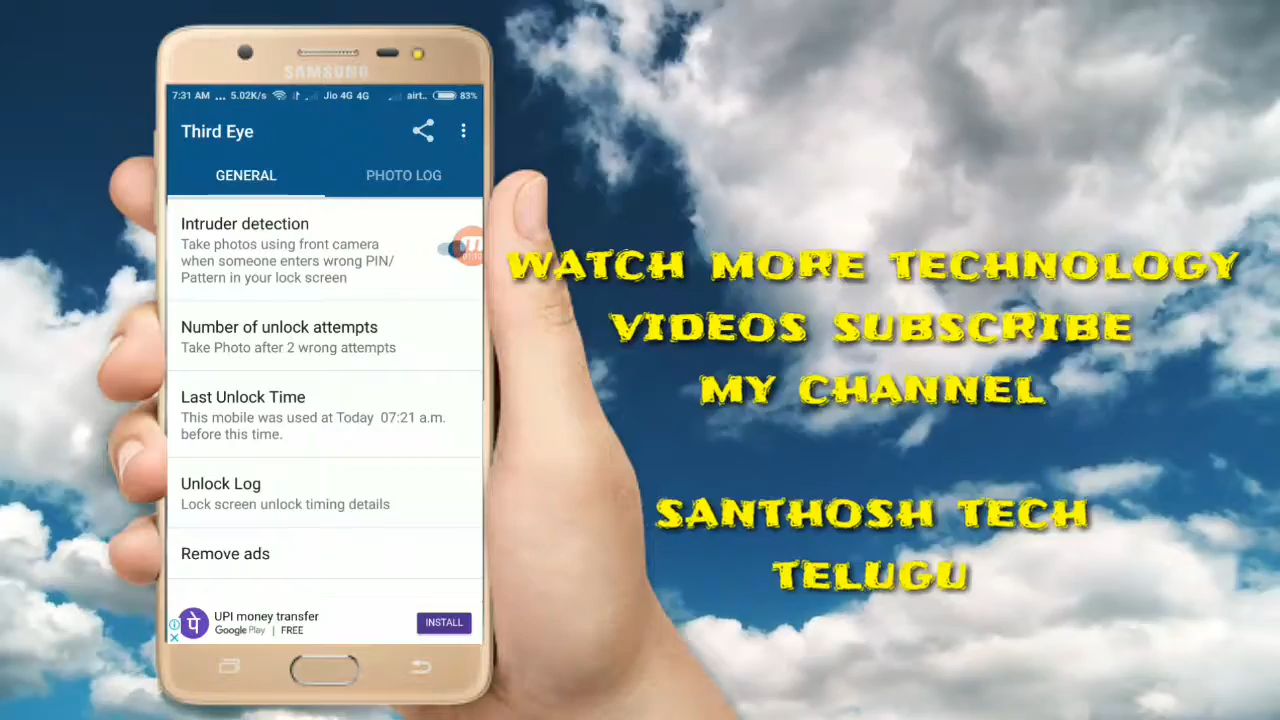 SAMSUNG
7:31 AM ... 5.02K/s Jio 4G 4G airt.. 83%
Third Eye
GENERAL PHOTO LOG
Intruder detection
Take photos using front camera
when someone enters wrong PIN/
Pattern in your lock screen
Number of unlock attempts
Take Photo after 2 wrong attempts
Last Unlock Time
This mobile was used at Today 07:21 a.m.
before this time.
Unlock Log
Lock screen unlock timing details
Remove ads
UPI money transfer
Google Play | FREE
INSTALL
WATCH MORE TECHNOLOGY
VIDEOS SUBSCRIBE
MY CHANNEL
SANTHOSH TECH
TELUGU